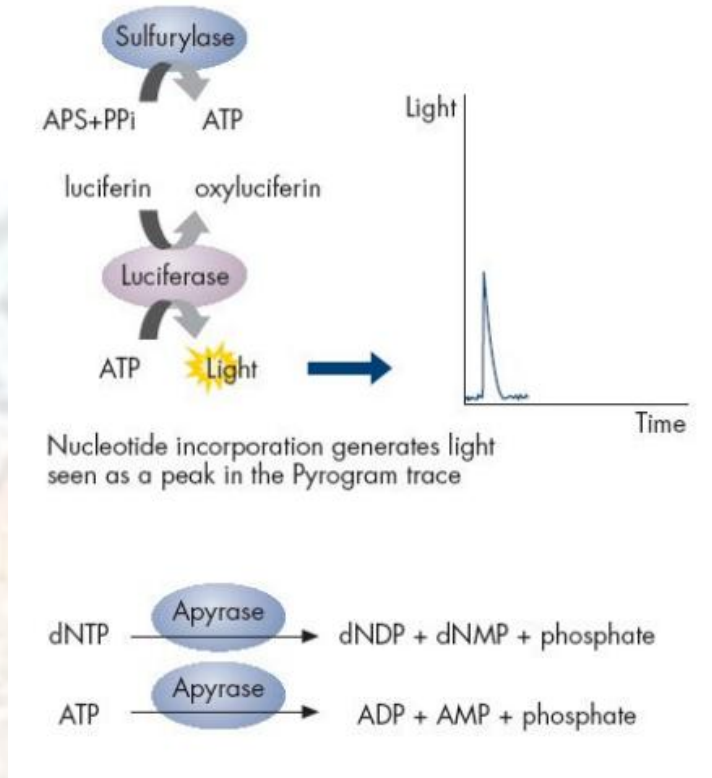 Sulfurylase
APS+PPi ATP
luciferin oxyluciferin
Luciferase
ATP Light
Light
Time
Nucleotide incorporation generates light
seen as a peak in the Pyrogram trace
Apyrase
dNTP dNDP + dNMP + phosphate
Apyrase
ATP ADP + AMP + phosphate